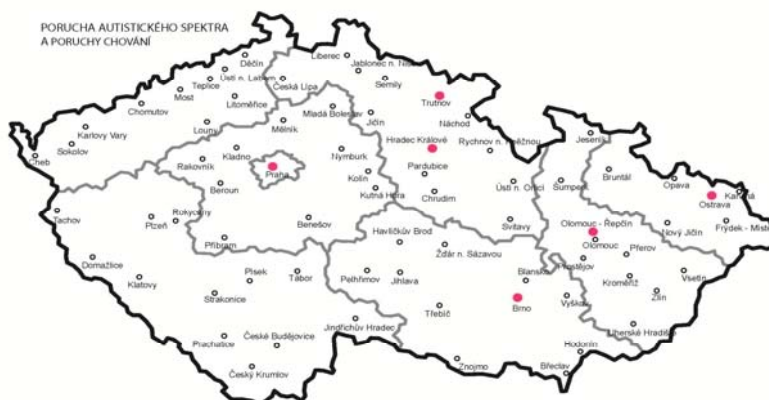 PORUCHA AUTISTICKÉHO SPEKTRA
A PORUCHY CHOVÁNÍ
Děčín
Liberec
Jablonec n. Nisou
Ústí n. Labem
Teplice
Česká Lípa
Semily
Most
Litoměřice
Trutnov
Chomutov
Mladá Boleslav
Jičín
Náchod
Louny
Mělník
Karlovy Vary
Hradec Králové
Rychnov n. Kněžnou
Jeseník
Sokolov
Cheb
Kladno
Nymburk
Rakovník
Praha
Pardubice
Bruntál
Opava
Karviná
Kolín
Beroun
Kutná Hora
Chrudim
Ústí n. Orlicí
Šumperk
Ostrava
Tachov
Rokycany
Plzeň
Benešov
Svitavy
Olomouc - Řepčín
Nový Jičín
Frýdek - Místek
Příbram
Havlíčkův Brod
Žďár n. Sázavou
Olomouc
Přerov
Domažlice
Prostějov
Klatovy
Písek
Tábor
Pelhřimov
Jihlava
Blansko
Kroměříž
Vsetín
Strakonice
Třebíč
Brno
Vyškov
Zlín
Jindřichův Hradec
Uherské Hradiště
Prachatice
České Budějovice
Hodonín
Český Krumlov
Znojmo
Břeclav